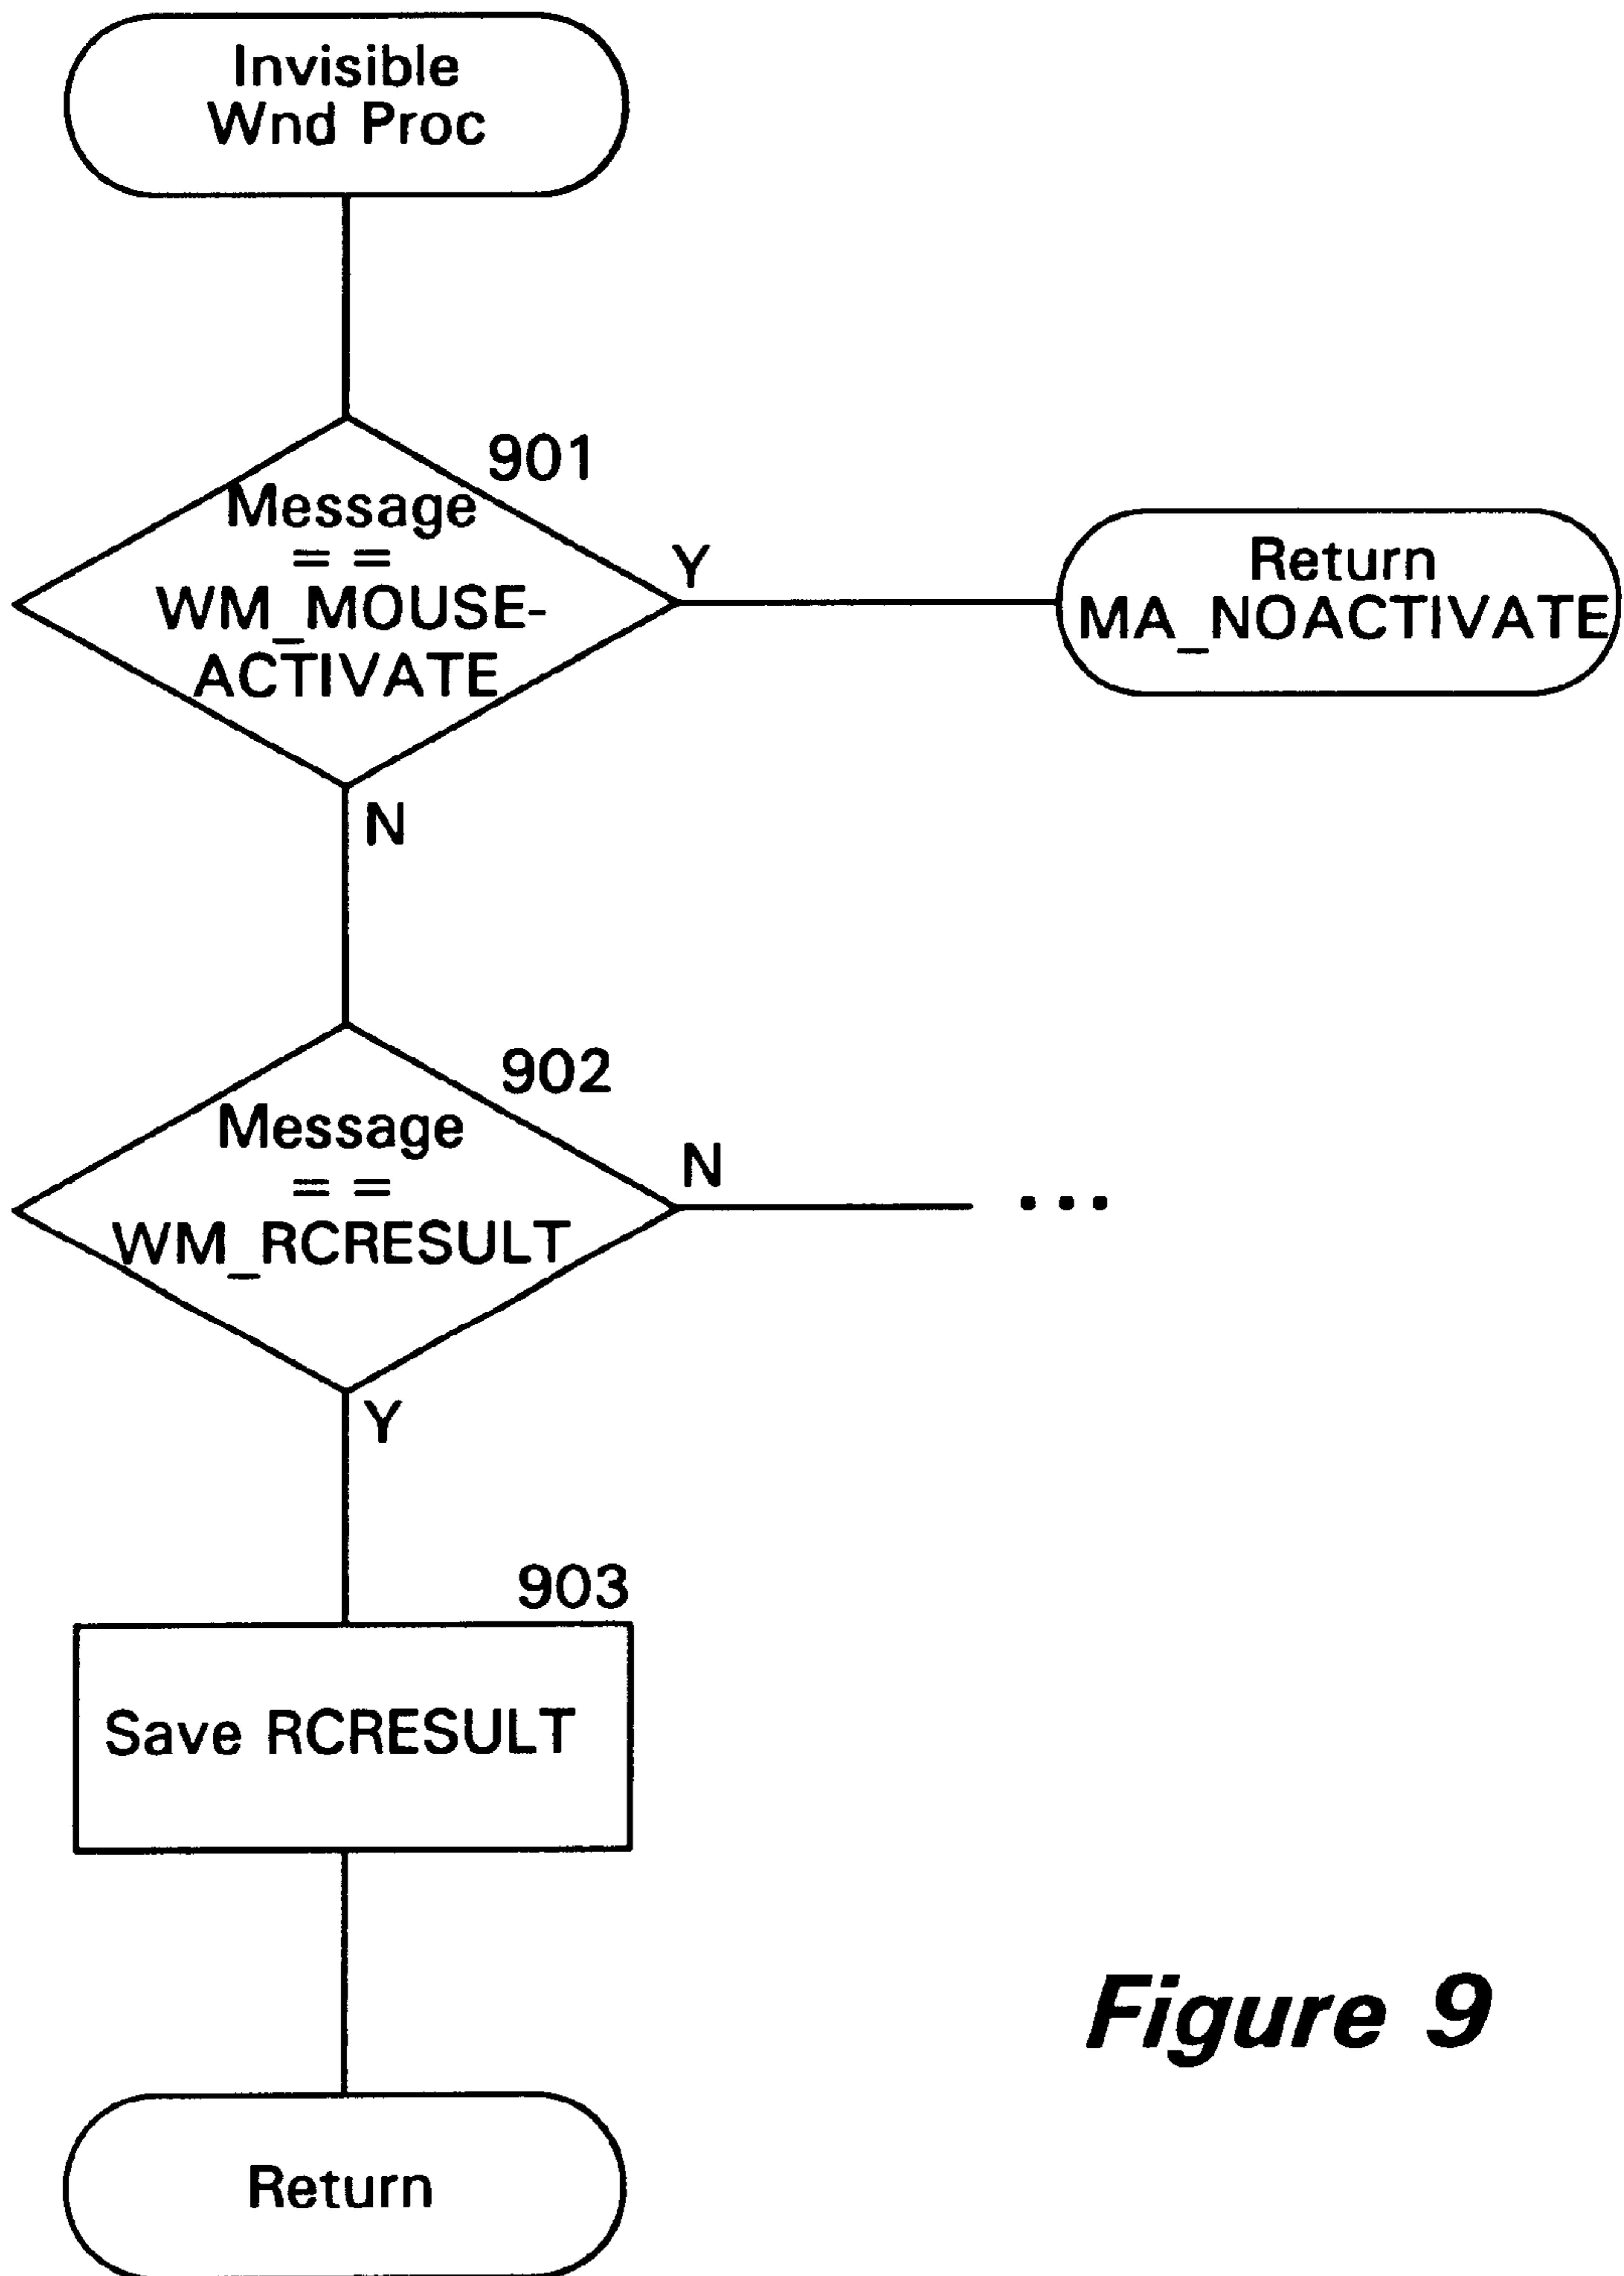 Invisible
Wnd Proc
901
Message
= =
WM_MOUSE-
ACTIVATE
Y
Return
MA_NOACTIVATE
N
902
Message
= =
WM_RCRESULT
N
...
Y
903
Save RCRESULT
Return
Figure 9